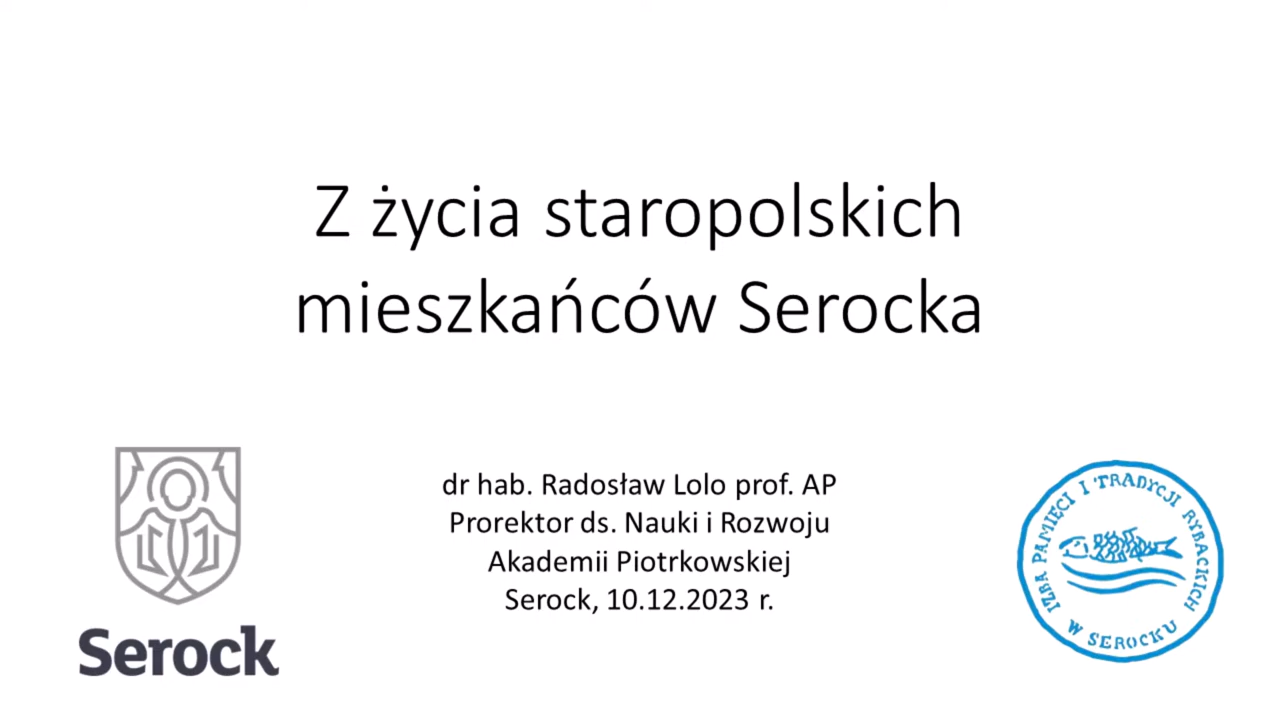 Z życia staropolskich
mieszkańców Serocka
dr hab. Radosław Lolo prof. AP
Prorektor ds. Nauki i Rozwoju
Akademii Piotrkowskiej
Serock, 10.12.2023 r.
Serock
IZBA PAMIĘCI I TRADYCJI RYBACKICH
W SEROCKU